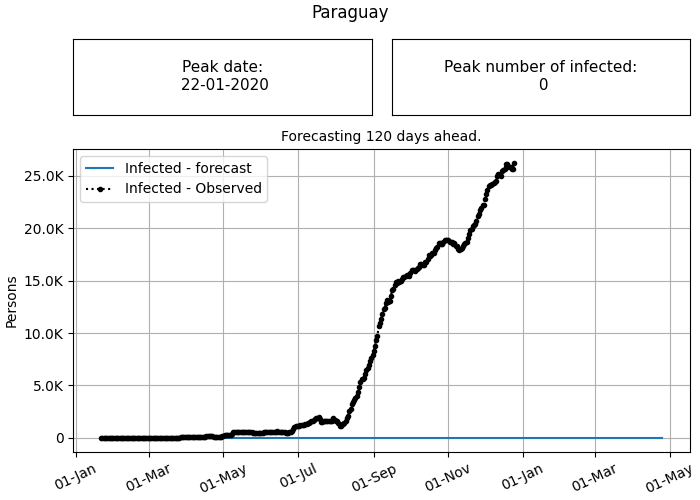 Paraguay
Peak date:
22-01-2020
Peak number of infected:
0
Forecasting 120 days ahead.
Infected - forecast
Infected - Observed
Persons
25.0K
20.0K
15.0K
10.0K
5.0K
0
01-Jan
01-Mar
01-May
01-Jul
01-Sep
01-Nov
01-Jan
01-Mar
01-May